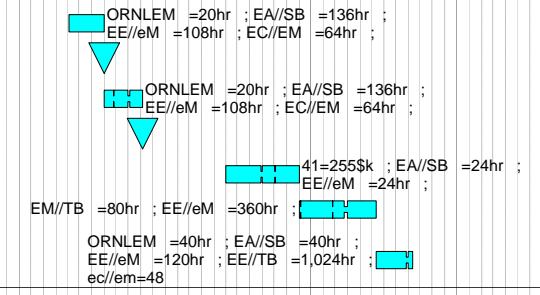 ORNLEM =20hr ; EA//SB =136hr ;
EE//eM =108hr ; EC//EM =64hr ;
ORNLEM =20hr ; EA//SB =136hr ;
EE//eM =108hr ; EC//EM =64hr ;
41=255$k ; EA//SB =24hr ;
EE//eM =24hr ;
EM//TB =80hr ; EE//eM =360hr ;
ORNLEM =40hr ; EA//SB =40hr ;
EE//eM =120hr ; EE//TB =1,024hr ;
ec//em=48